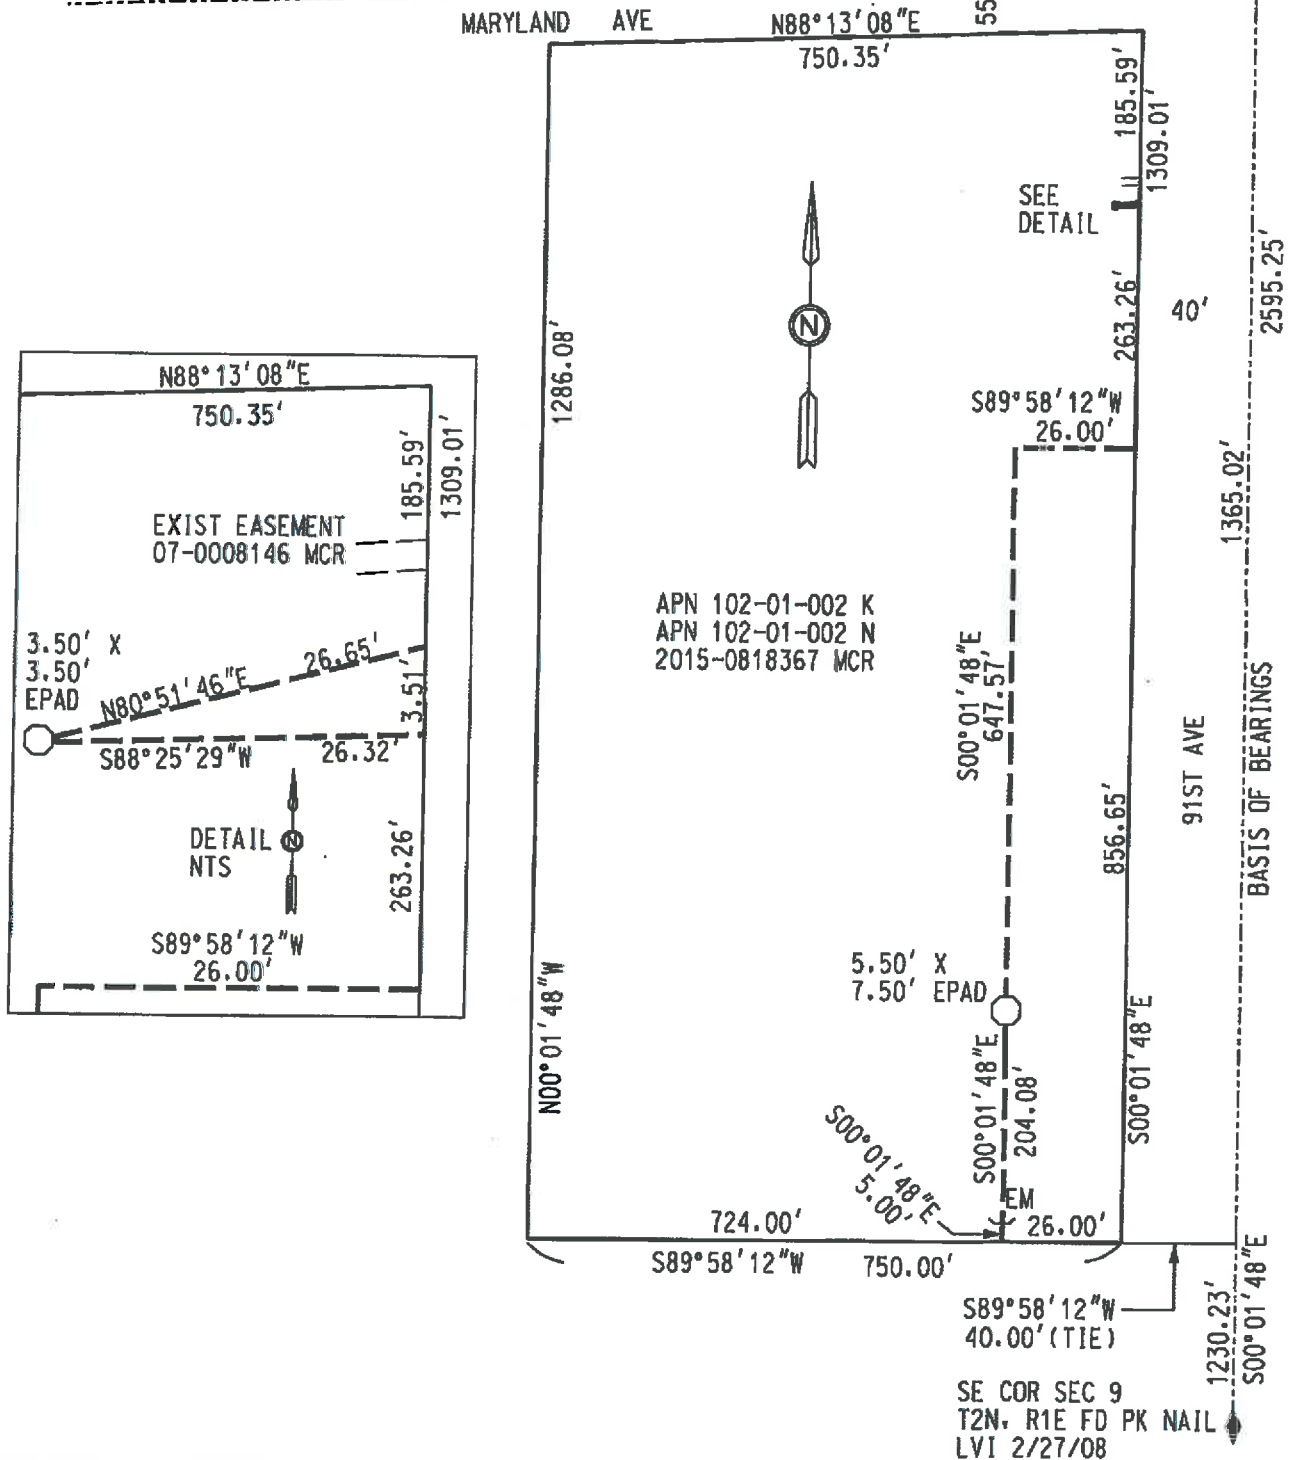 MARYLAND AVE
N88°13'08"E
55
750.35'
185.59'
1309.01'
SEE
DETAIL
N
263.26'
40'
2595.25'
1286.08'
S89°58'12"W
26.00'
1365.02'
N88°13'08"E
750.35'
185.59'
1309.01'
EXIST EASEMENT
07-0008146 MCR
3.50' X
3.50'
EPAD
N80°51'46"E
26.65'
3.51'
S88°25'29"W
26.32'
DETAIL
NTS
N
263.26'
S89°58'12"W
26.00'
APN 102-01-002 K
APN 102-01-002 N
2015-0818367 MCR
S00°01'48"E
647.57'
91ST AVE
BASIS OF BEARINGS
856.65'
5.50' X
7.50' EPAD
N00°01'48"W
S00°01'48"E
204.08'
S00°01'48"E
S00°01'48"E
5.00'
EM
724.00'
26.00'
S89°58'12"W
750.00'
S89°58'12"W
40.00'(TIE)
1230.23'
S00°01'48"E
SE COR SEC 9
T2N, R1E FD PK NAIL
LVI 2/27/08